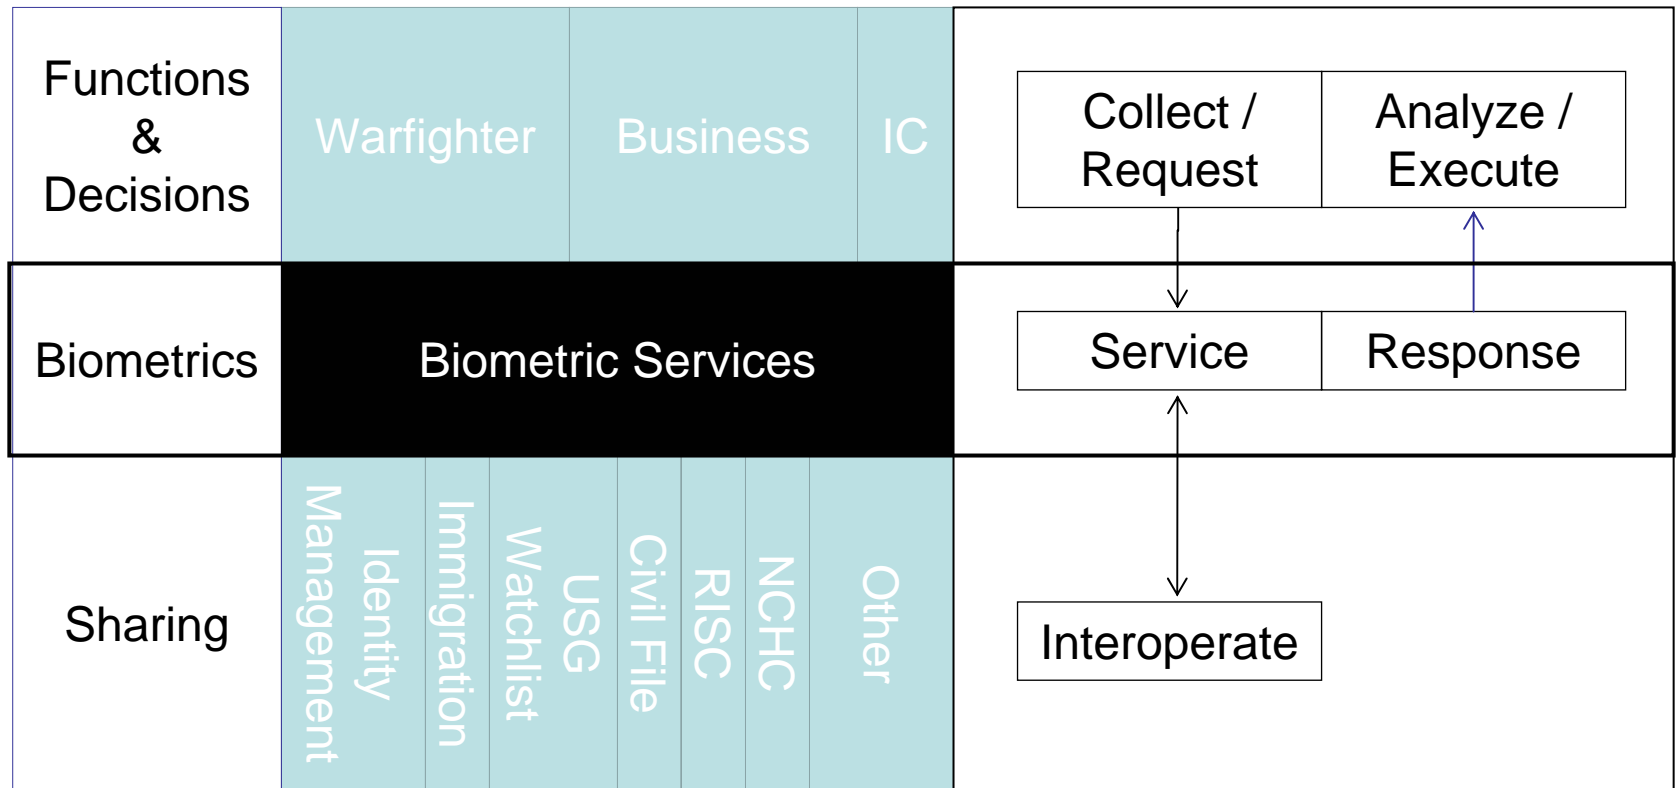 Functions
&
Decisions
Warfighter
Business
IC
Collect /
Request
Analyze /
Execute
Biometrics
Biometric Services
Service
Response
Sharing
Identity
Management
Immigration
USG
Watchlist
Civil File
RISC
NCHC
Other
Interoperate